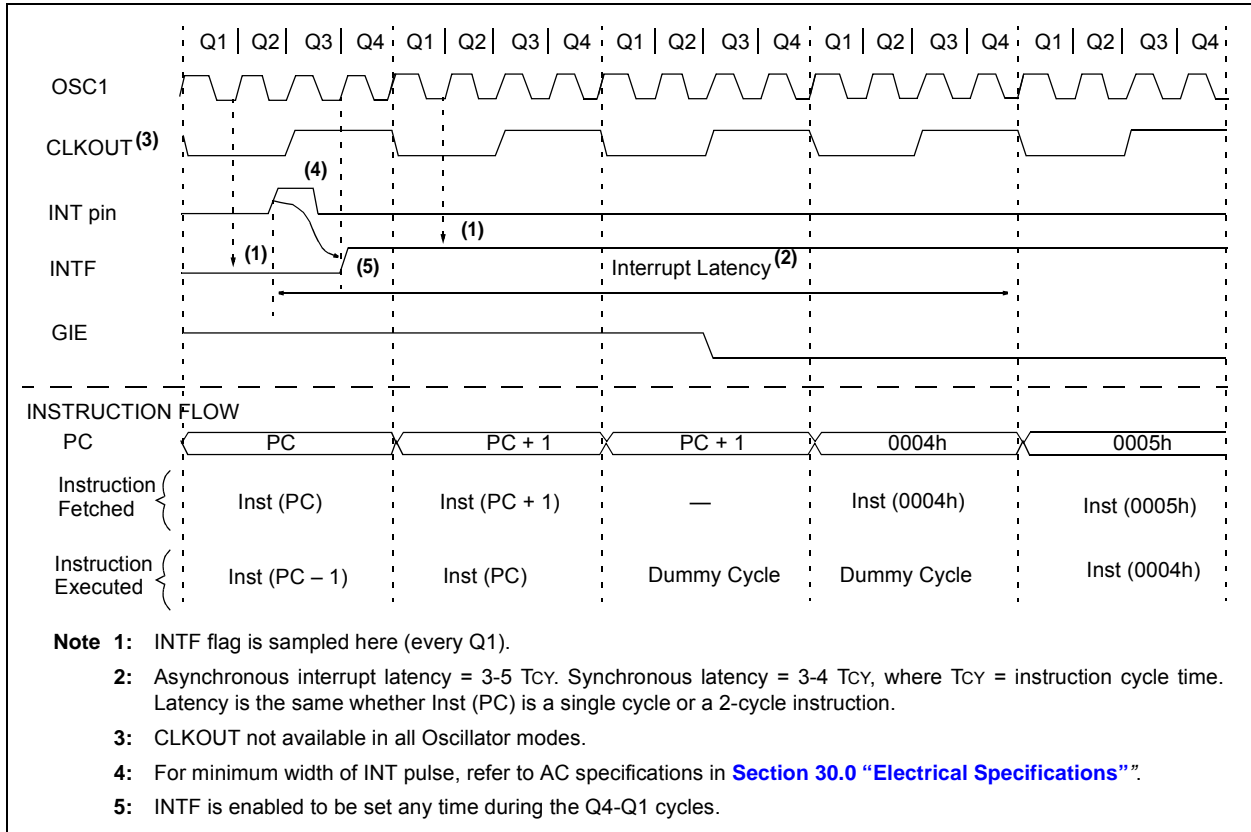 Q1 Q2 Q3 Q4 Q1 Q2 Q3 Q4 Q1 Q2 Q3 Q4 Q1 Q2 Q3 Q4 Q1 Q2 Q3 Q4
OSC1
CLKOUT (3)
(4)
INT pin
(1)
(1)
INTF
(5)
Interrupt Latency (2)
GIE
INSTRUCTION FLOW
PC PC PC + 1 PC + 1 0004h 0005h
Instruction
Fetched
Inst (PC) Inst (PC + 1) — Inst (0004h) Inst (0005h)
Instruction
Executed
Inst (PC – 1) Inst (PC) Dummy Cycle Dummy Cycle Inst (0004h)
Note 1: INTF flag is sampled here (every Q1).
2: Asynchronous interrupt latency = 3-5 TCY. Synchronous latency = 3-4 TCY, where TCY = instruction cycle time.
Latency is the same whether Inst (PC) is a single cycle or a 2-cycle instruction.
3: CLKOUT not available in all Oscillator modes.
4: For minimum width of INT pulse, refer to AC specifications in Section 30.0 “Electrical Specifications””.
5: INTF is enabled to be set any time during the Q4-Q1 cycles.